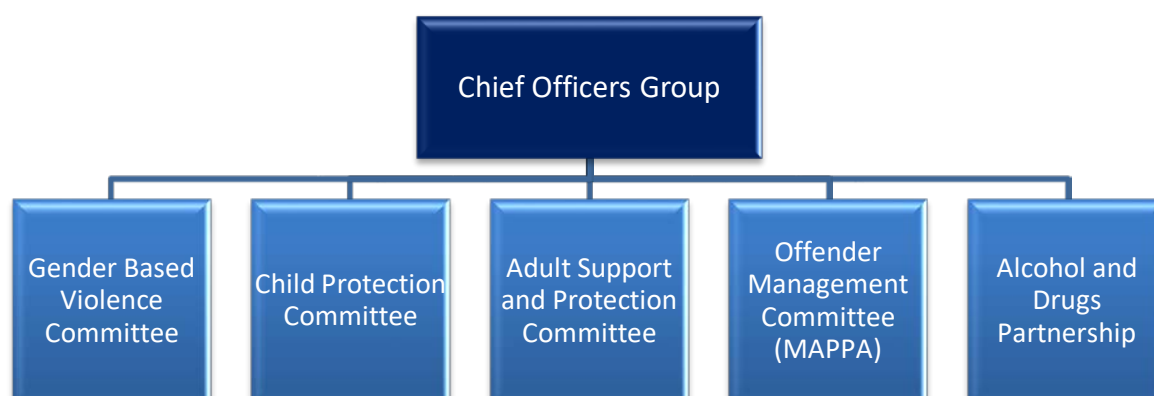 Chief Officers Group
Gender Based
Violence
Committee
Child Protection
Committee
Adult Support
and Protection
Committee
Offender
Management
Committee
(MAPPA)
Alcohol and
Drugs
Partnership